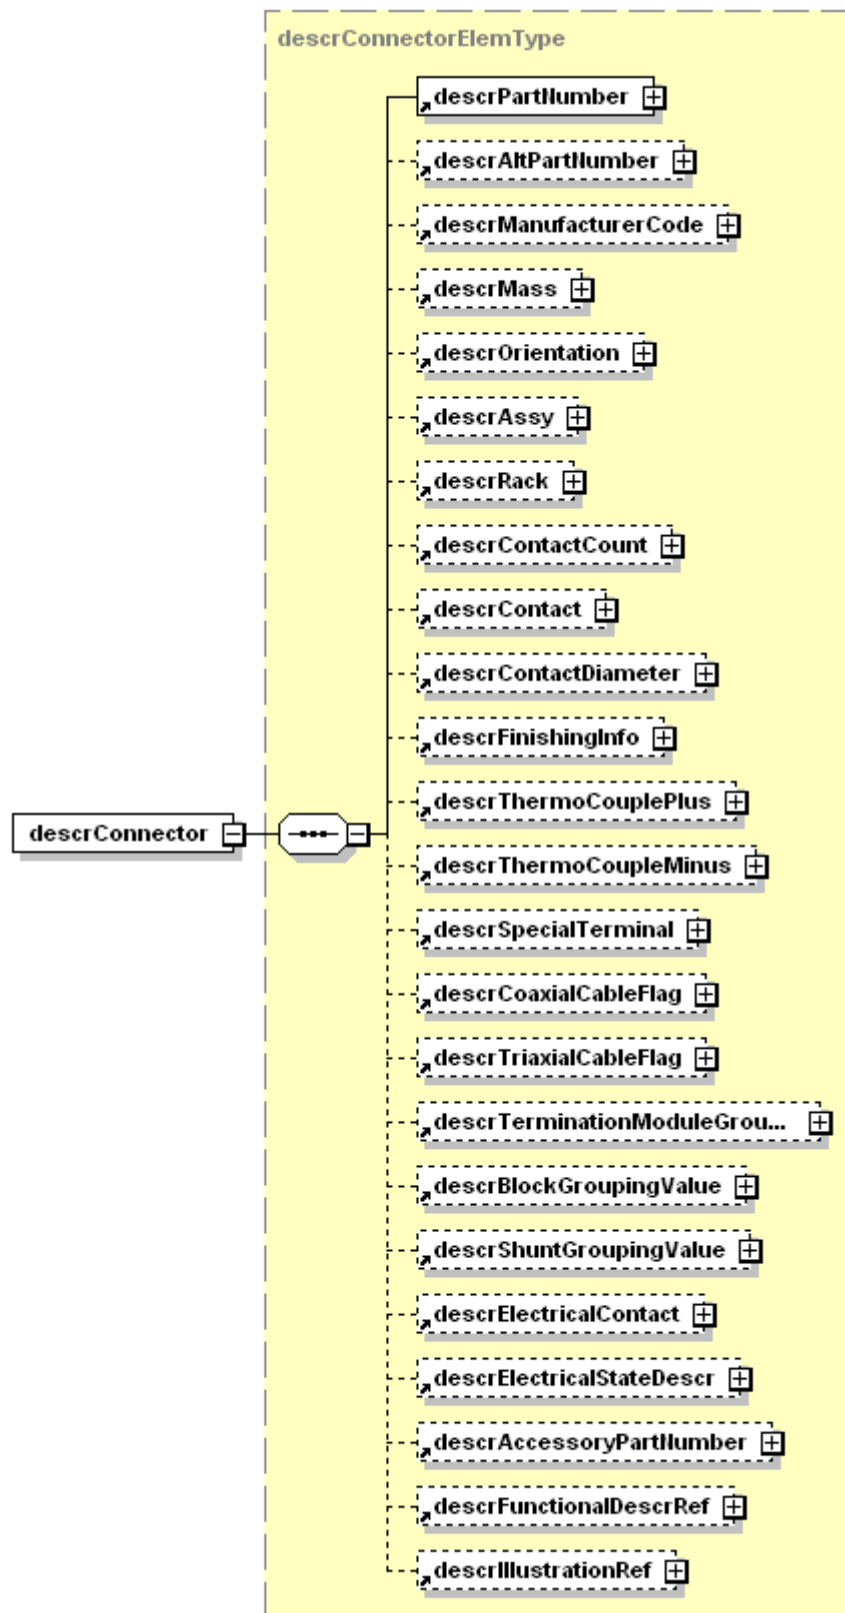 descrConnectorElemType
descrPartNumber
descrAltPartNumber
descrManufacturerCode
descrMass
descrOrientation
descrAssy
descrRack
descrContactCount
descrContact
descrContactDiameter
descrFinishingInfo
descrThermoCouplePlus
descrConnector
descrThermoCoupleMinus
descrSpecialTerminal
descrCoaxialCableFlag
descrTriaxialCableFlag
descrTerminationModuleGrou...
descrBlockGroupingValue
descrShuntGroupingValue
descrElectricalContact
descrElectricalStateDescr
descrAccessoryPartNumber
descrFunctionalDescrRef
descrIllustrationRef